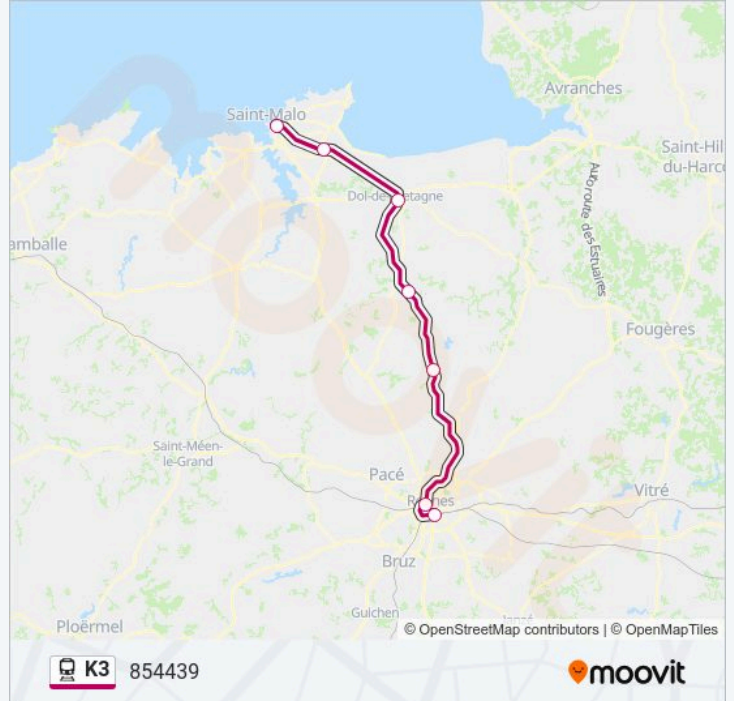 Avranches
Saint-Malo
Saint-Hil
du-Harc
Autoroute des Estuaires
Dol-de-Bretagne
amballe
Fougères
Saint-Méen-
le-Grand
Pacé
Rennes
Vitré
Bruz
Guichen
Ploërmel
© OpenStreetMap contributors | © OpenMapTiles
K3 854439
moovit